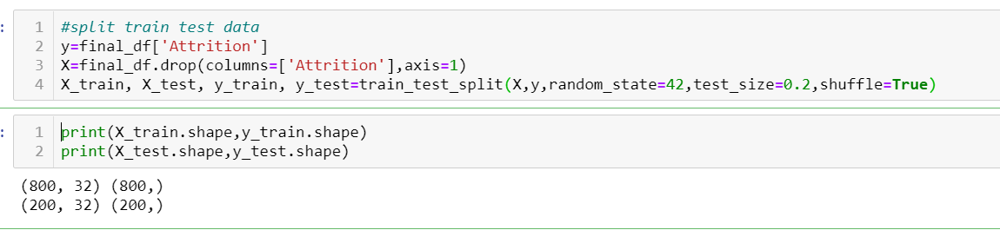 :
1 #split train test data
2 y=final_df['Attrition']
3 X=final_df.drop(columns=['Attrition'],axis=1)
4 X_train, X_test, y_train, y_test=train_test_split(X,y,random_state=42,test_size=0.2,shuffle=True)
:
1 print(X_train.shape,y_train.shape)
2 print(X_test.shape,y_test.shape)
(800, 32) (800,)
(200, 32) (200,)